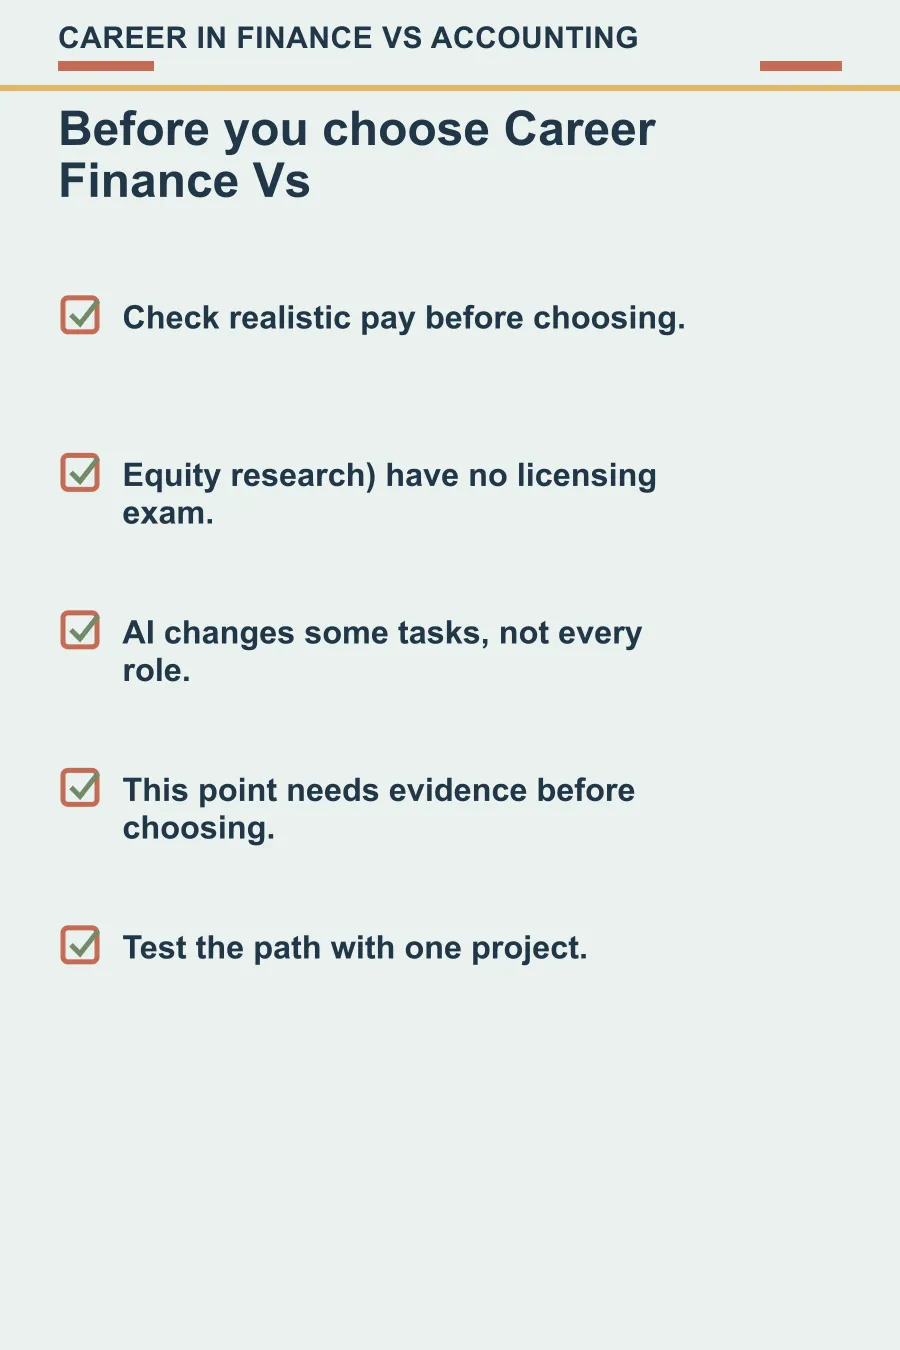 CAREER IN FINANCE VS ACCOUNTING
Before you choose Career
Finance Vs
Check realistic pay before choosing.
Equity research) have no licensing
exam.
AI changes some tasks, not every
role.
This point needs evidence before
choosing.
Test the path with one project.